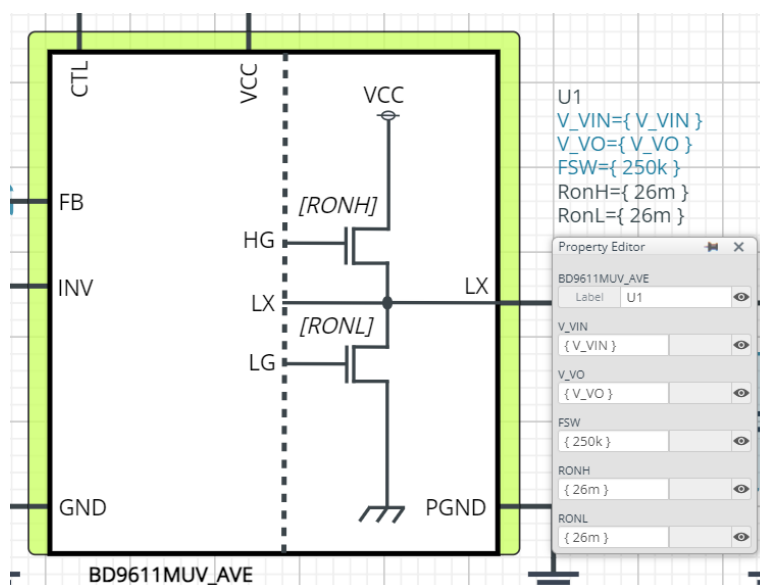 CTL
VCC
VCC
FB
[RONH]
HG
INV
LX
LX
[RONL]
LG
GND
PGND
BD9611MUV_AVE
U1
V_VIN={ V_VIN }
V_VO={ V_VO }
FSW={ 250k }
RonH={ 26m }
RonL={ 26m }
Property Editor
BD9611MUV_AVE
Label U1
V_VIN
{ V_VIN }
V_VO
{ V_VO }
FSW
{ 250k }
RONH
{ 26m }
RONL
{ 26m }